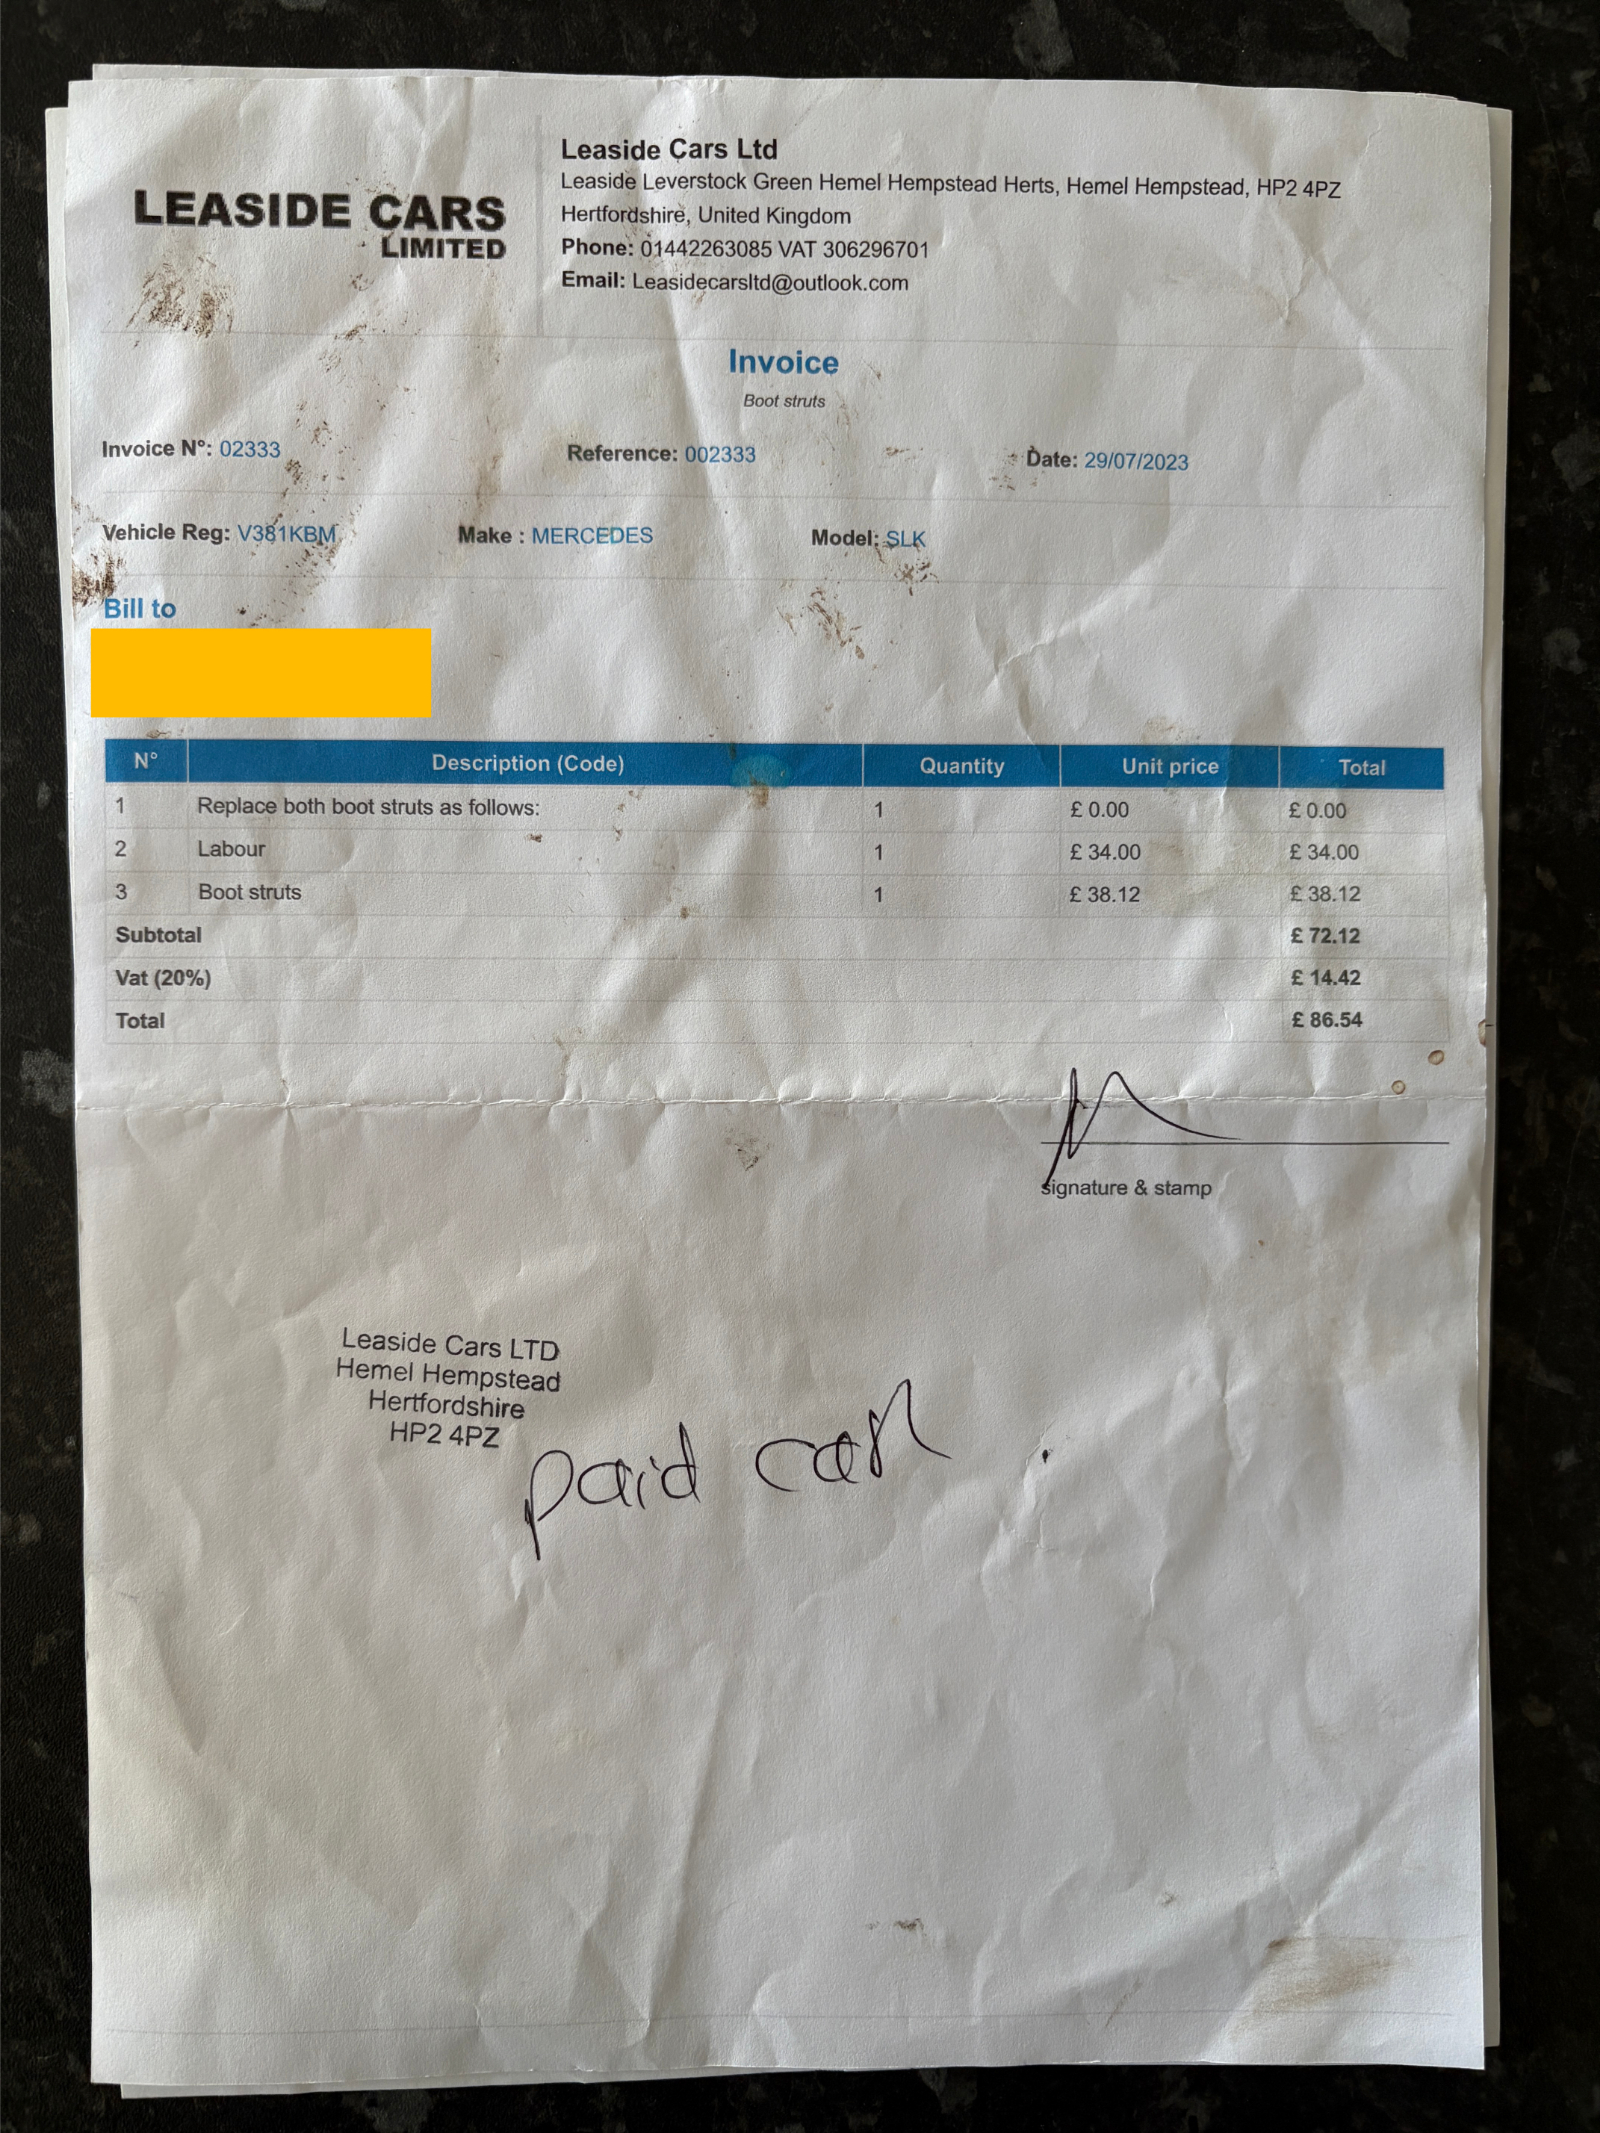 LEASIDE CARS
LIMITED
Leaside Cars Ltd
Leaside Leverstock Green Hemel Hempstead Herts, Hemel Hempstead, HP2 4PZ
Hertfordshire, United Kingdom
Phone: 01442263085 VAT 306296701
Email: Leasidecarsltd@outlook.com
Invoice
Boot struts
Invoice N°: 02333 Reference: 002333 Date: 29/07/2023
Vehicle Reg: V381KBM Make : MERCEDES Model: SLK
Bill to
N° Description (Code) Quantity Unit price Total
1 Replace both boot struts as follows: 1 £ 0.00 £ 0.00
2 Labour 1 £ 34.00 £ 34.00
3 Boot struts 1 £ 38.12 £ 38.12
Subtotal £ 72.12
Vat (20%) £ 14.42
Total £ 86.54
signature & stamp
Leaside Cars LTD
Hemel Hempstead
Hertfordshire
HP2 4PZ
paid cash